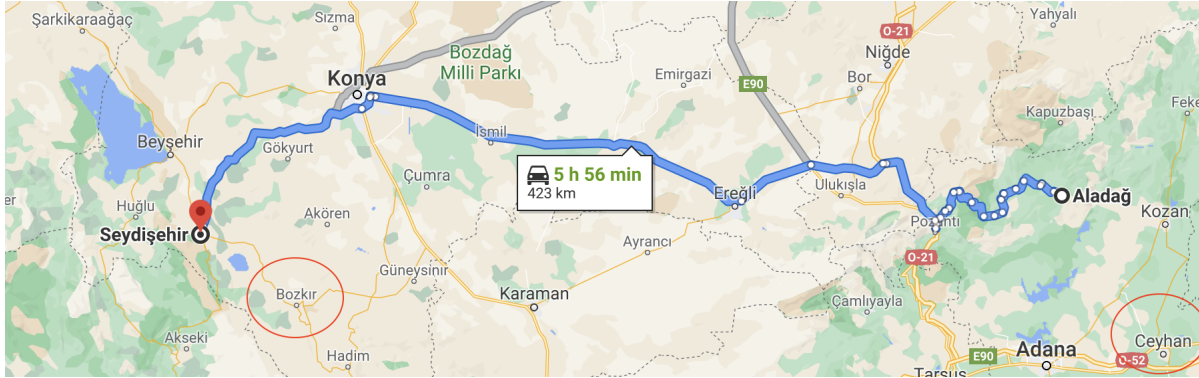 Şarkikaraağaç
Sızma
Bozdağ
Milli Parkı
Konya
Emirgazi
E90
O-21
Niğde
Bor
Yahyalı
Kapuzbaşı
Feke
Beyşehir
Gökyurt
İsmil
Çumra
5 h 56 min
423 km
Ereğli
Ulukışla
Pozantı
Aladağ
Kozan
Huğlu
Seydişehir
Akören
Ayrancı
Güneysınır
Bozkır
Karaman
O-21
Çamlıyayla
Akseki
Hadim
Tarsus
E90
Adana
O-52
Ceyhan